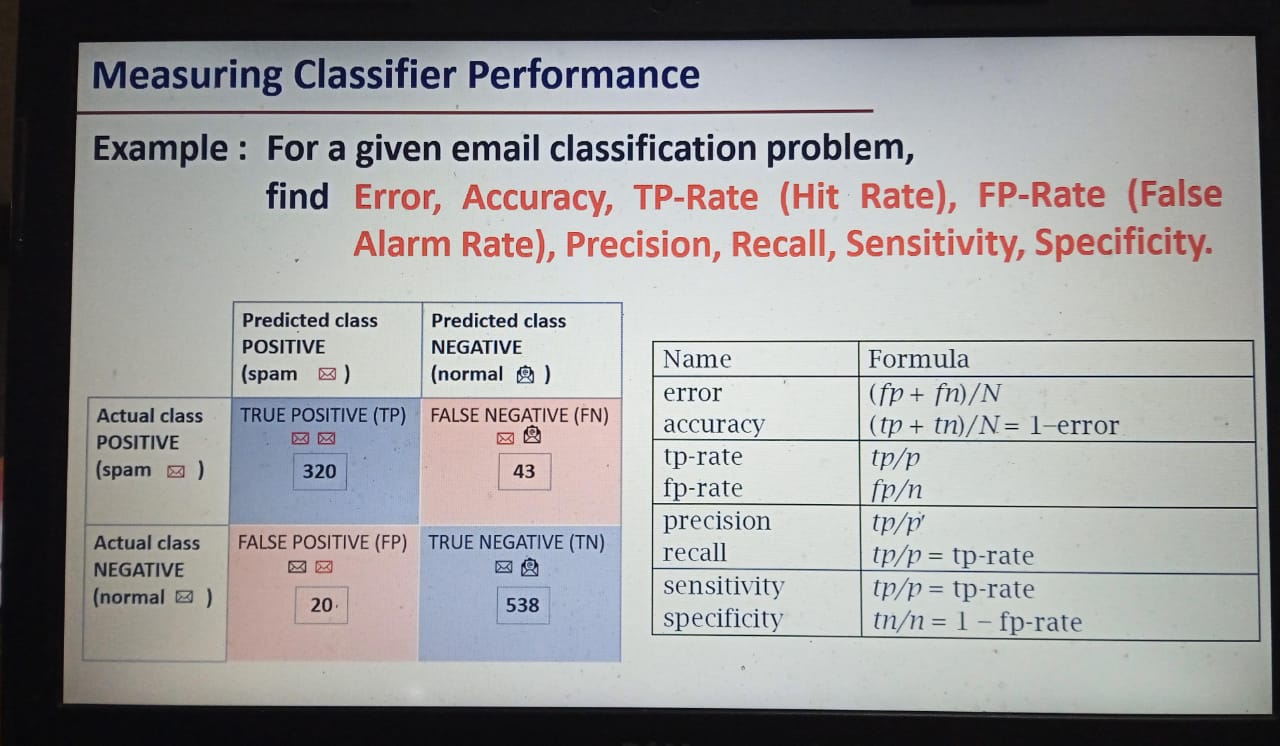 Measuring Classifier Performance
Example : For a given email classification problem,
find Error, Accuracy, TP-Rate (Hit Rate), FP-Rate (False
Alarm Rate), Precision, Recall, Sensitivity, Specificity.
Predicted class
POSITIVE
(spam )
Predicted class
NEGATIVE
(normal )
Actual class
POSITIVE
(spam )
TRUE POSITIVE (TP)
320
FALSE NEGATIVE (FN)
43
Actual class
NEGATIVE
(normal )
FALSE POSITIVE (FP)
20
TRUE NEGATIVE (TN)
538
Name Formula
error (fp + fn)/N
accuracy (tp + tn)/N = 1−error
tp-rate tp/p
fp-rate fp/n
precision tp/p'
recall tp/p = tp-rate
sensitivity tp/p = tp-rate
specificity tn/n = 1 − fp-rate